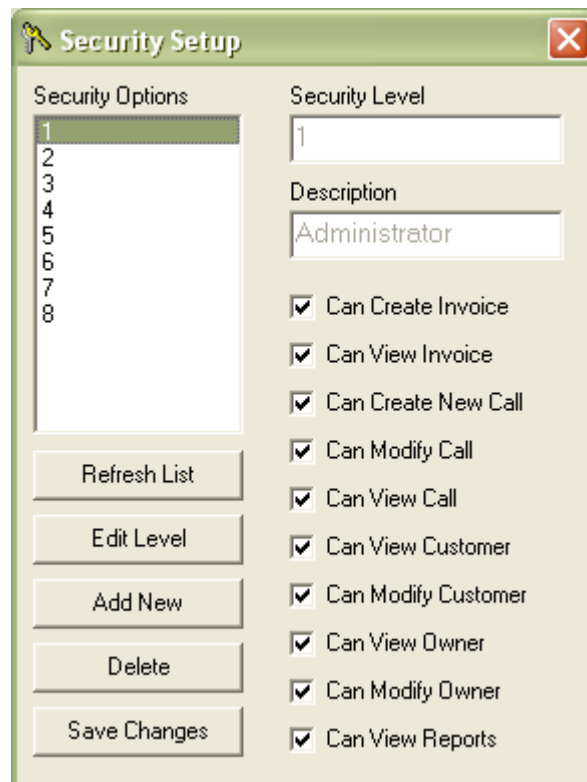 Security Setup
Security Options
1
2
3
4
5
6
7
8
Refresh List
Edit Level
Add New
Delete
Save Changes
Security Level
1
Description
Administrator
Can Create Invoice
Can View Invoice
Can Create New Call
Can Modify Call
Can View Call
Can View Customer
Can Modify Customer
Can View Owner
Can Modify Owner
Can View Reports